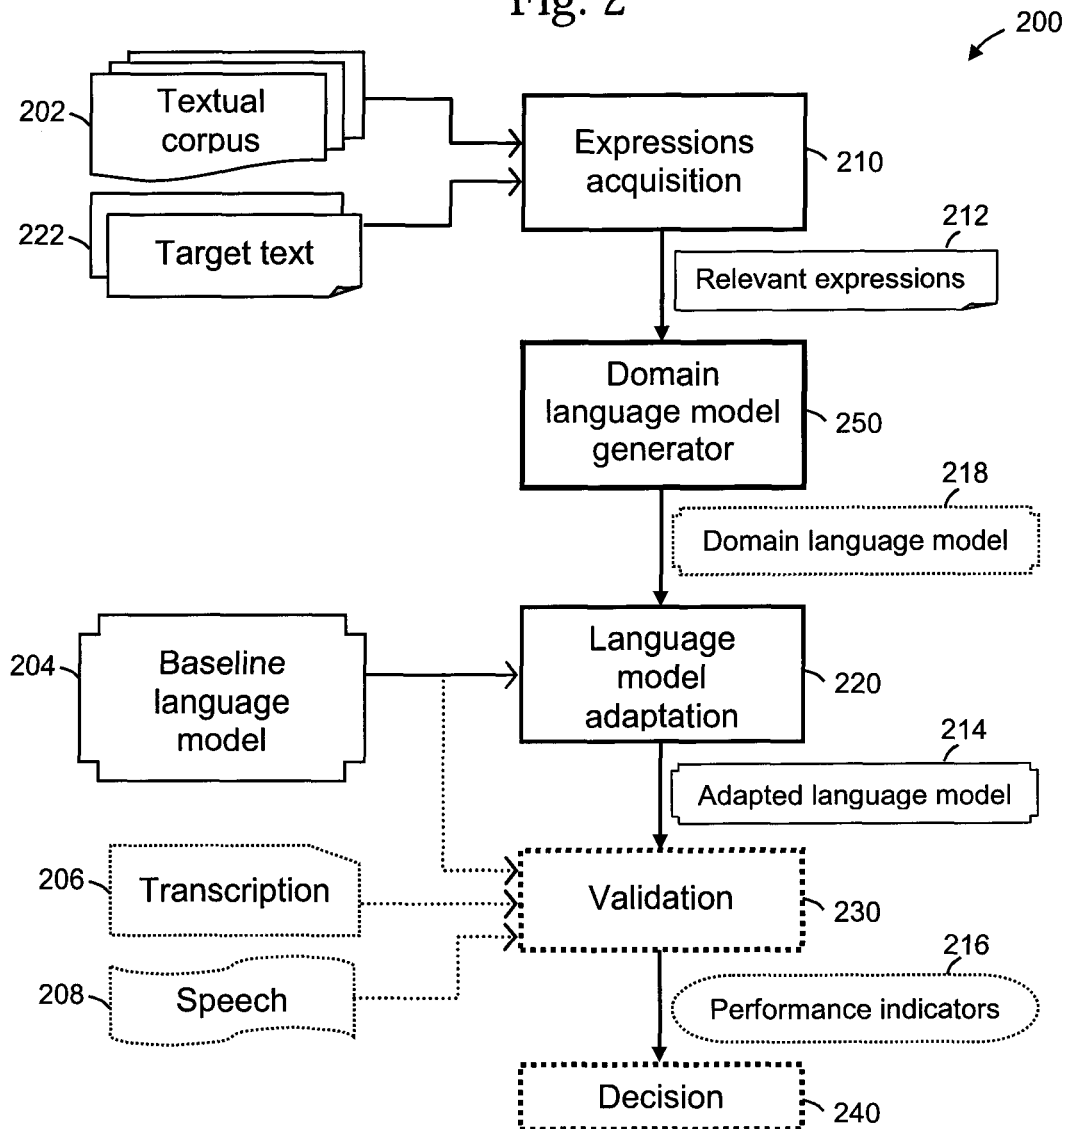 Fig. 2
200
202
Textual
corpus
Expressions
acquisition
210
222
Target text
212
Relevant expressions
Domain
language model
generator
250
218
Domain language model
204
Baseline
language
model
Language
model
adaptation
220
214
Adapted language model
206
Transcription
Validation
230
208
Speech
216
Performance indicators
Decision
240